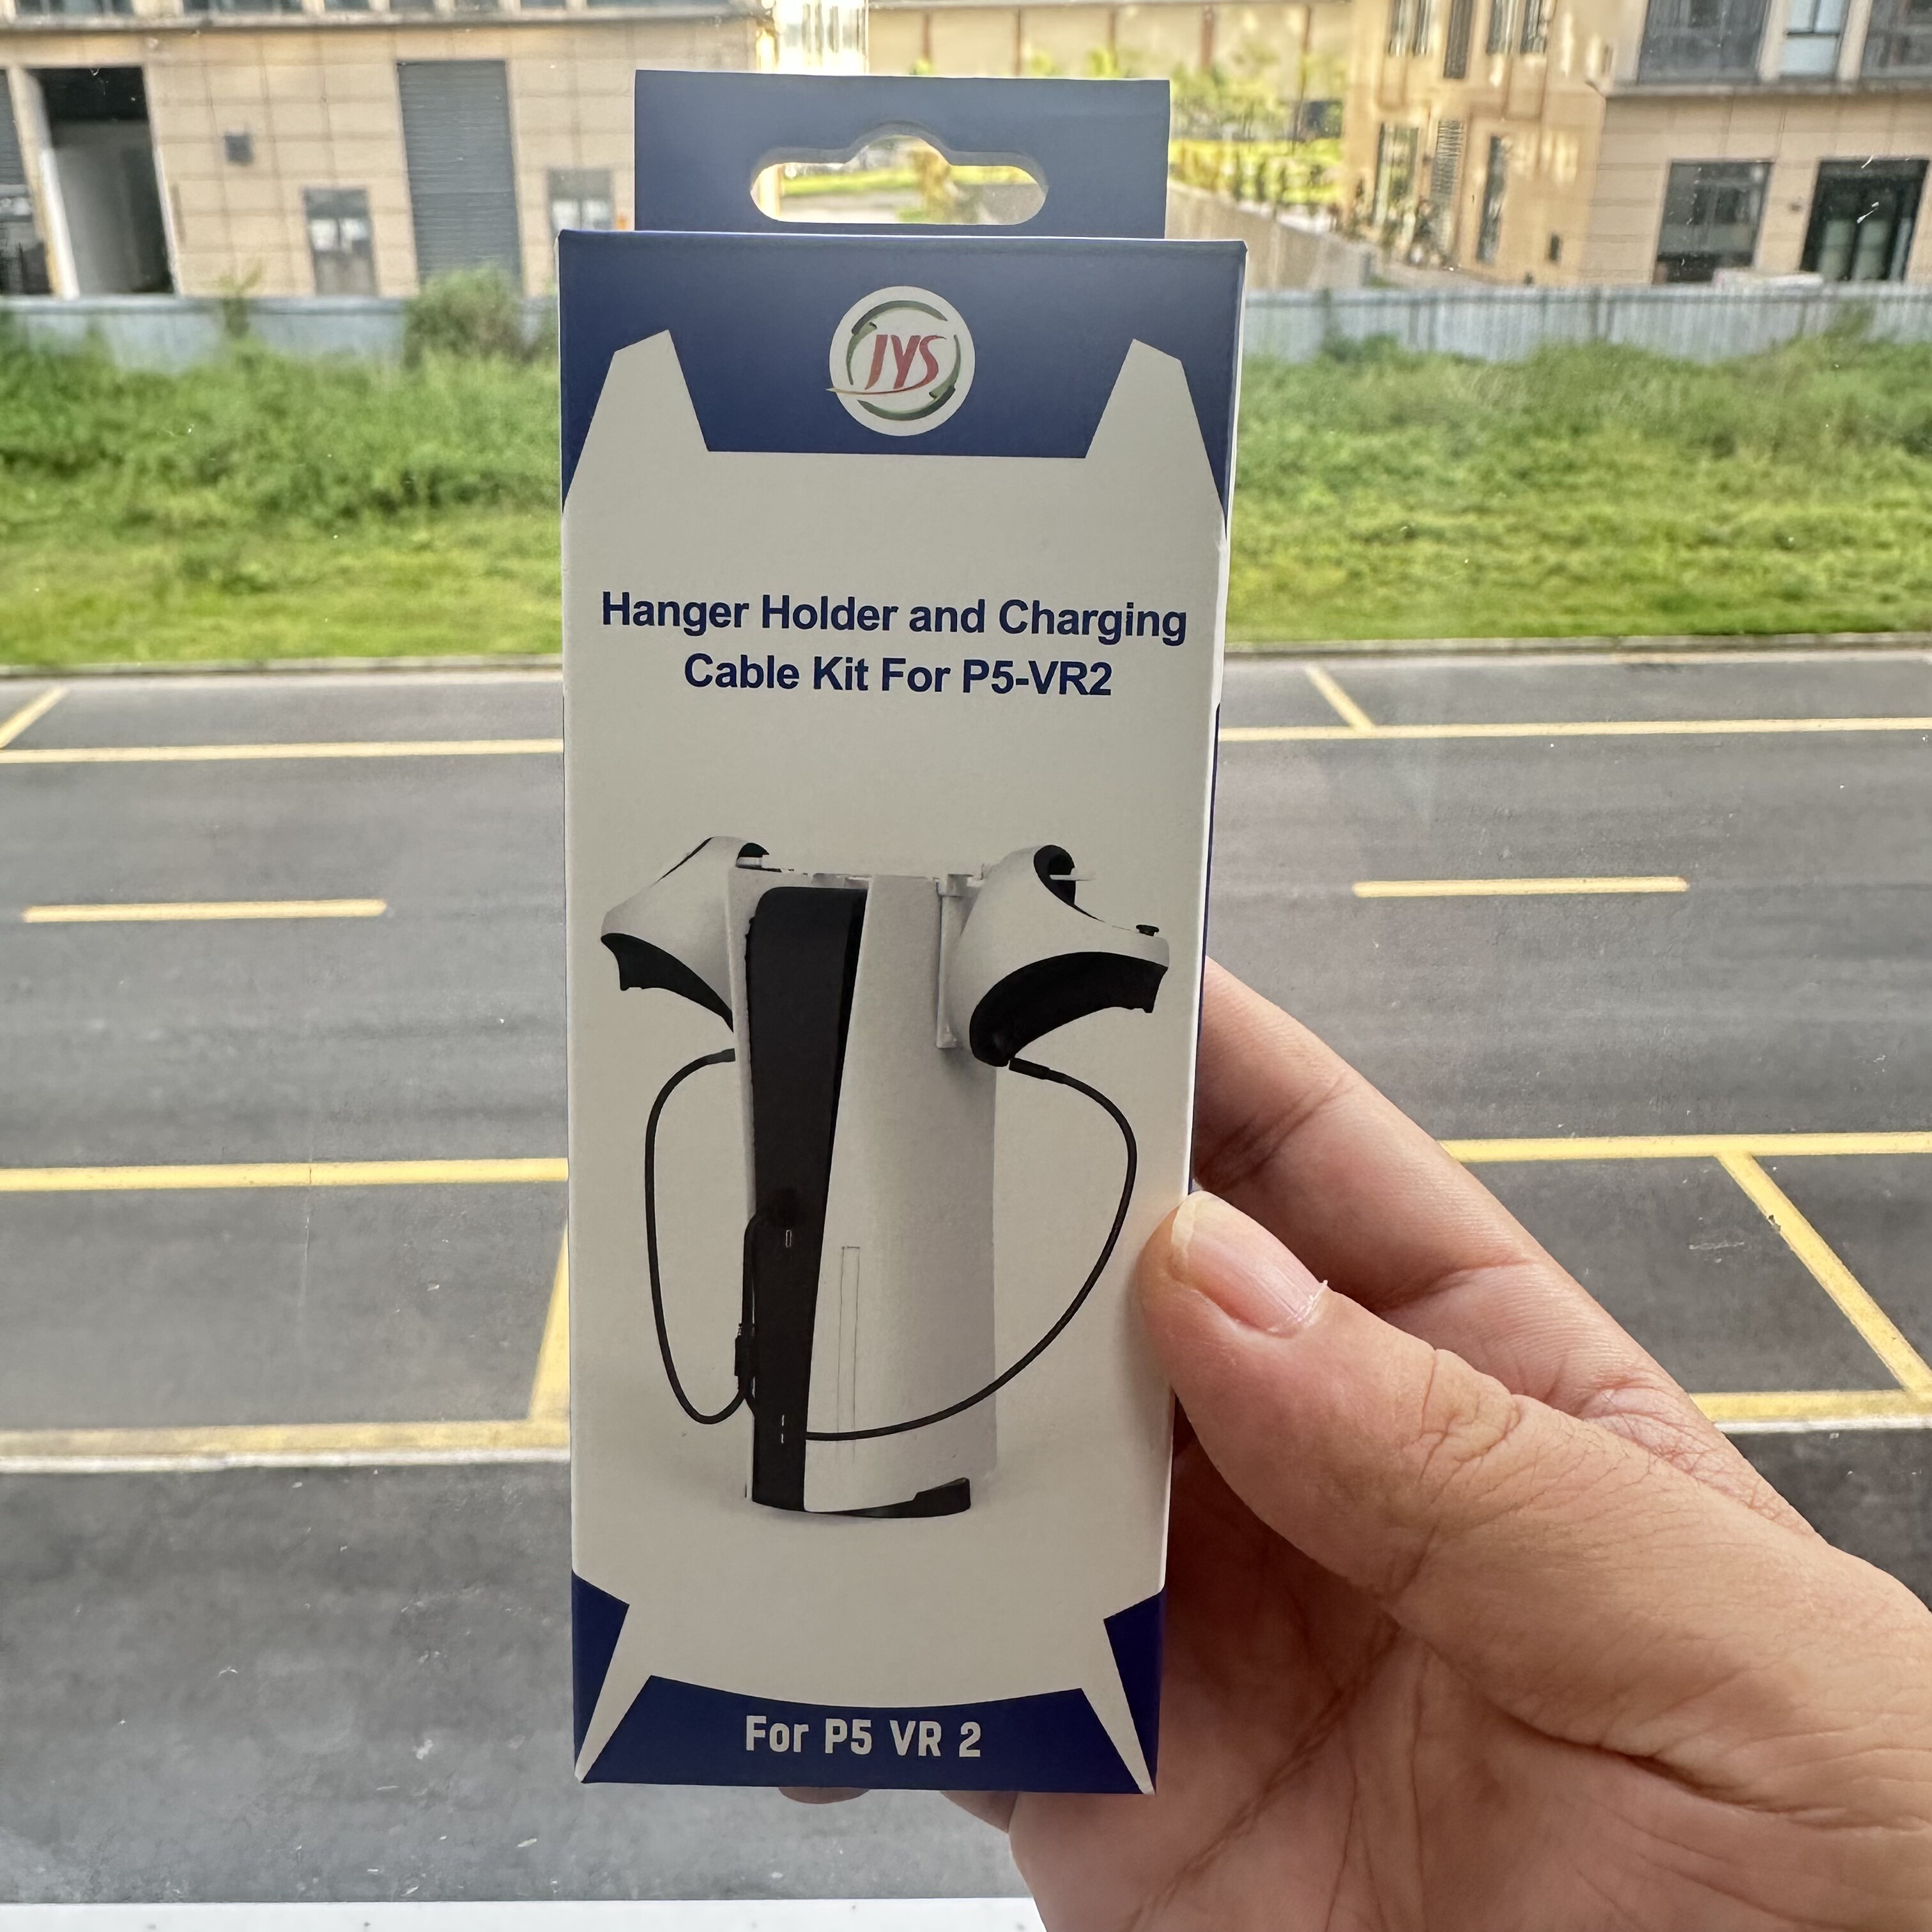 JYS
Hanger Holder and Charging
Cable Kit For P5-VR2
For P5 VR 2